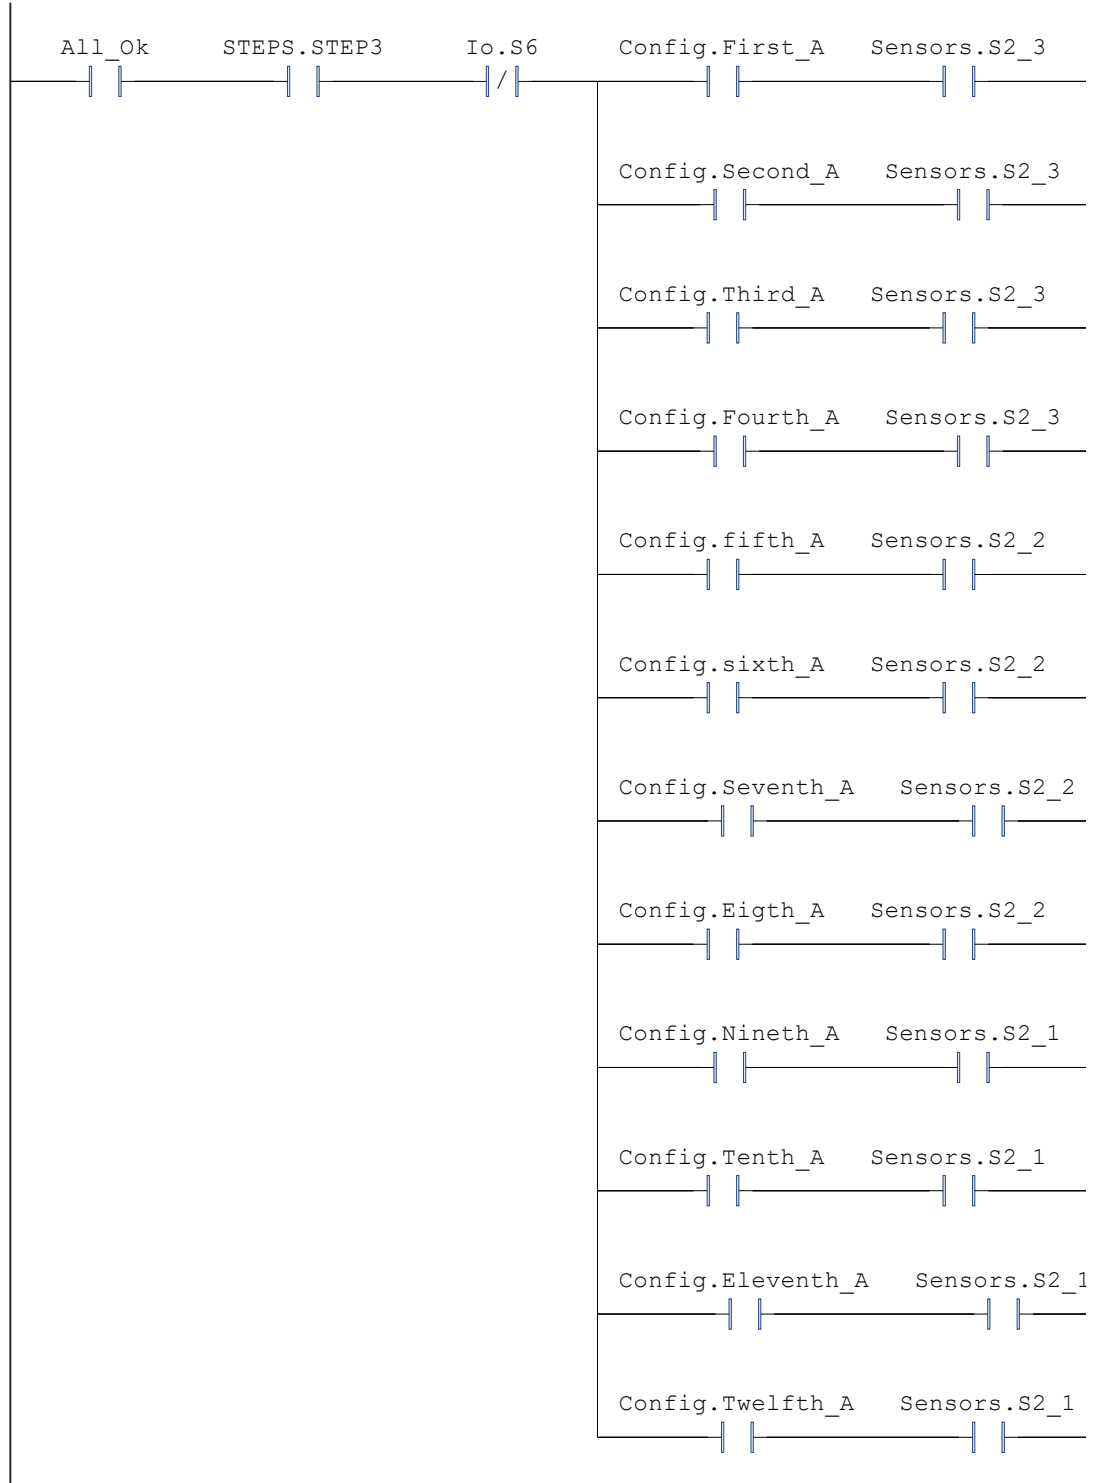 All_Ok STEPS.STEP3 Io.S6 Config.First_A Sensors.S2_3
/
Config.Second_A Sensors.S2_3
Config.Third_A Sensors.S2_3
Config.Fourth_A Sensors.S2_3
Config.fifth_A Sensors.S2_2
Config.sixth_A Sensors.S2_2
Config.Seventh_A Sensors.S2_2
Config.Eigth_A Sensors.S2_2
Config.Nineth_A Sensors.S2_1
Config.Tenth_A Sensors.S2_1
Config.Eleventh_A Sensors.S2_1
Config.Twelfth_A Sensors.S2_1